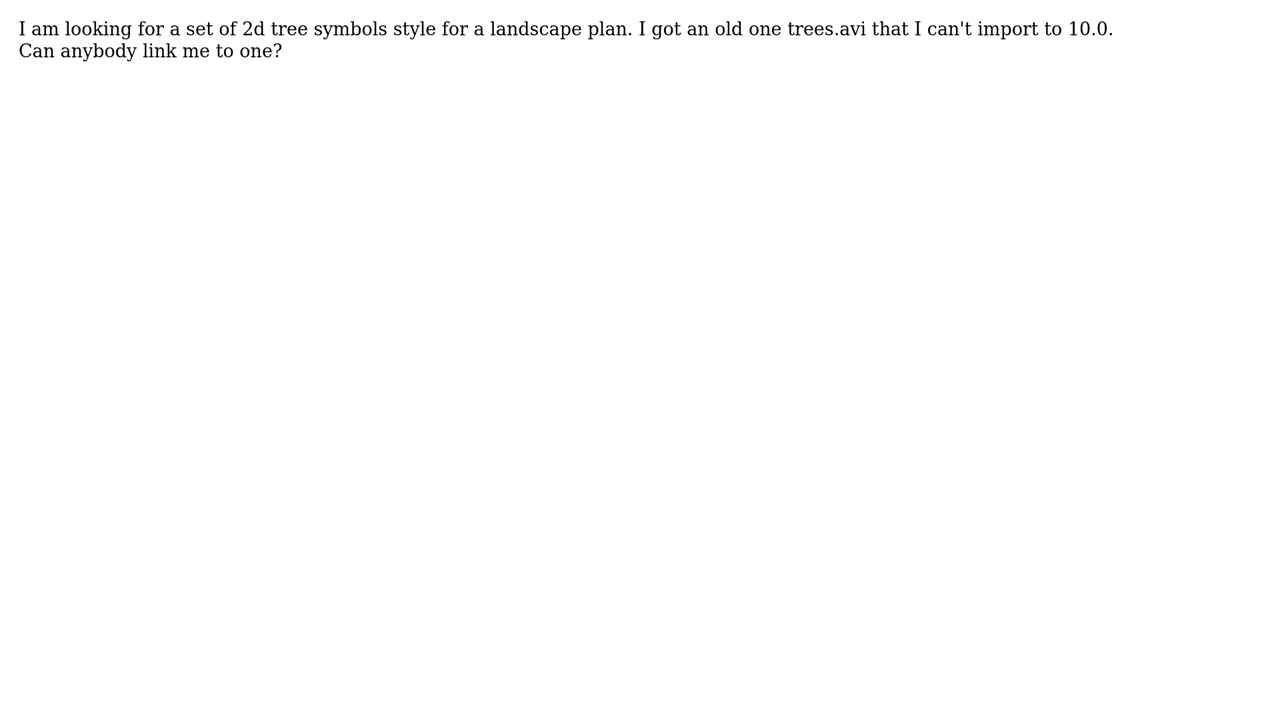 I am looking for a set of 2d tree symbols style for a landscape plan. I got an old one trees.avi that I can't import to 10.0.
Can anybody link me to one?